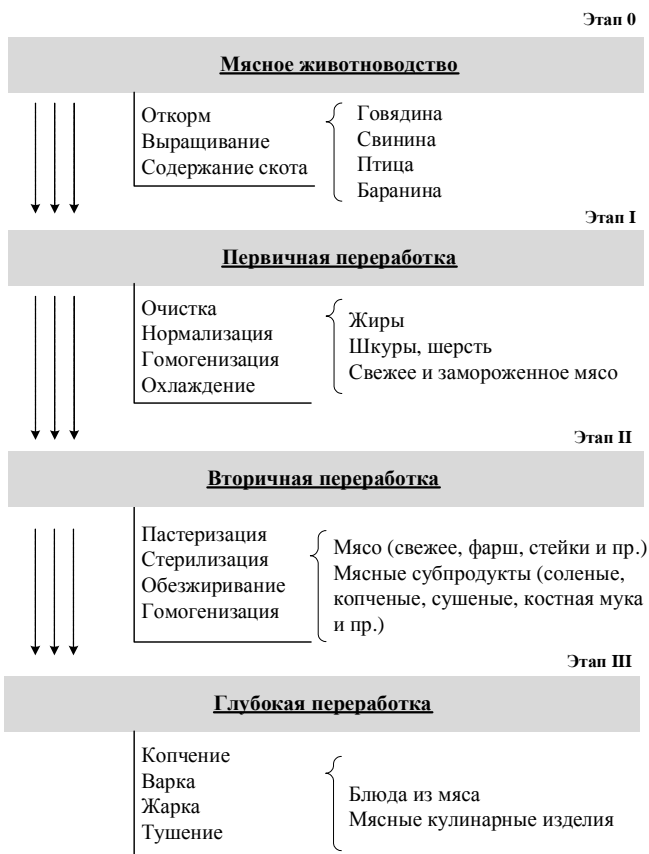 Этап 0
Мясное животноводство
Откорм
Выращивание
Содержание скота
Говядина
Свинина
Птица
Баранина
Этап I
Первичная переработка
Очистка
Нормализация
Гомогенизация
Охлаждение
Жиры
Шкуры, шерсть
Свежее и замороженное мясо
Этап II
Вторичная переработка
Пастеризация
Стерилизация
Обезжиривание
Гомогенизация
Мясо (свежее, фарш, стейки и пр.)
Мясные субпродукты (соленые,
копченые, сушеные, костная мука
и пр.)
Этап III
Глубокая переработка
Копчение
Варка
Жарка
Тушение
Блюда из мяса
Мясные кулинарные изделия